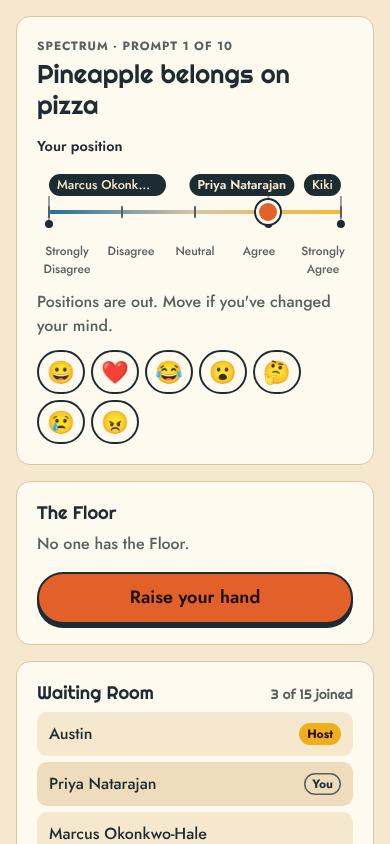 SPECTRUM · PROMPT 1 OF 10
Pineapple belongs on
pizza
Your position
Marcus Okonk… Priya Natarajan Kiki
Strongly Disagree Neutral Agree Strongly
Disagree Agree
Positions are out. Move if you've changed
your mind.
The Floor
No one has the Floor.
Raise your hand
Waiting Room 3 of 15 joined
Austin Host
Priya Natarajan You
Marcus Okonkwo-Hale